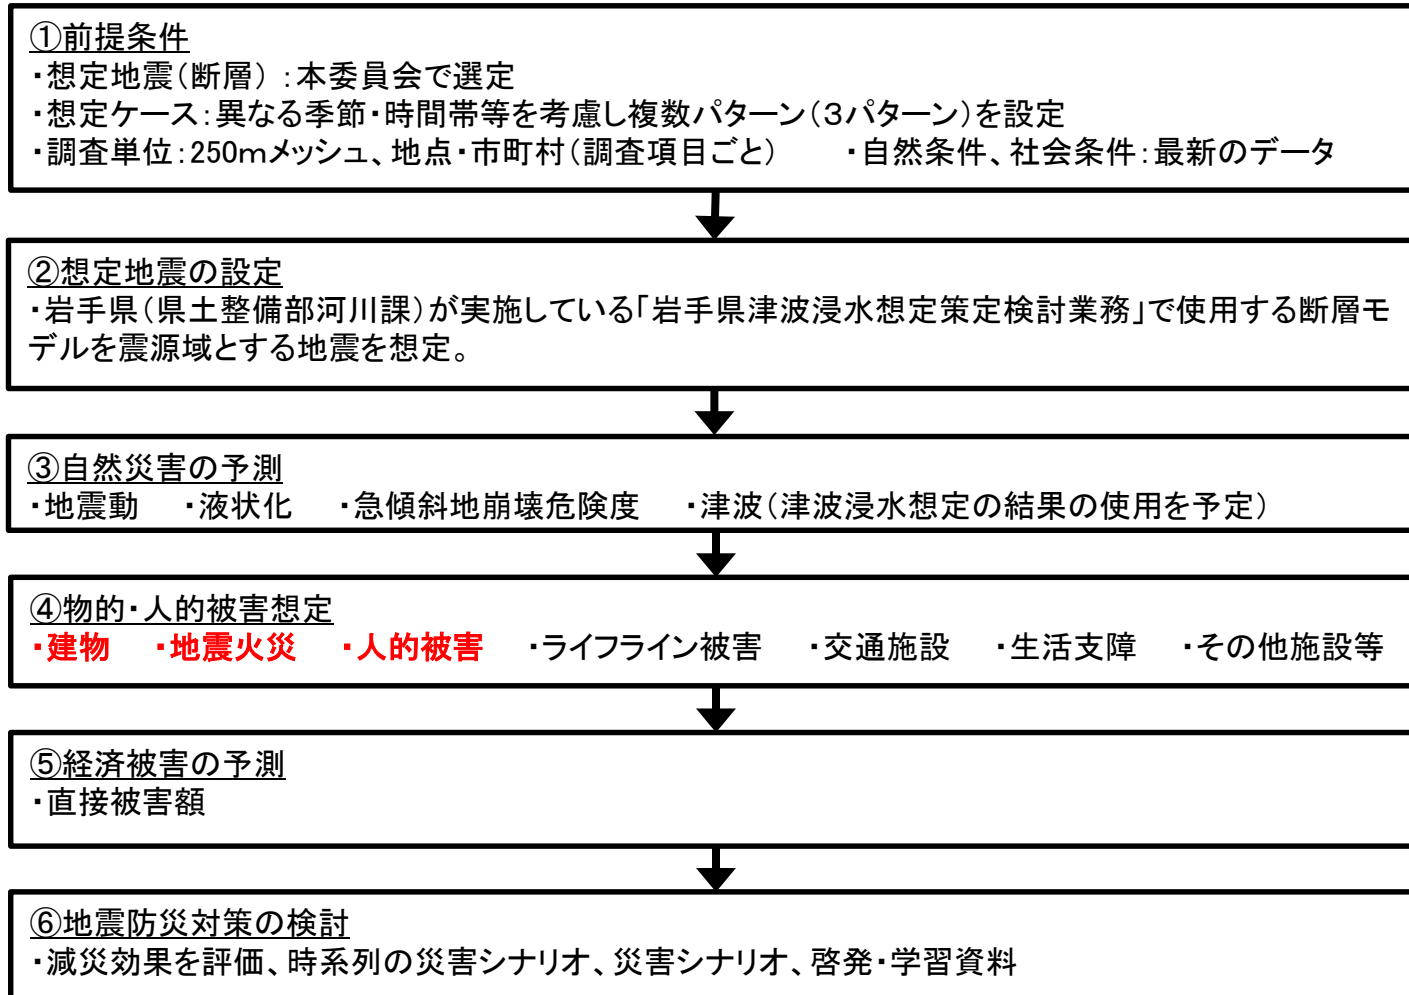 ①前提条件
・想定地震（断層）：本委員会で選定
・想定ケース：異なる季節・時間帯等を考慮し複数パターン（３パターン）を設定
・調査単位：250mメッシュ、地点・市町村（調査項目ごと）　　・自然条件、社会条件：最新のデータ
②想定地震の設定
・岩手県（県土整備部河川課）が実施している「岩手県津波浸水想定策定検討業務」で使用する断層モ
デルを震源域とする地震を想定。
③自然災害の予測
・地震動　・液状化　・急傾斜地崩壊危険度　・津波（津波浸水想定の結果の使用を予定）
④物的・人的被害想定
・建物　・地震火災　・人的被害　・ライフライン被害　・交通施設　・生活支障　・その他施設等
⑤経済被害の予測
・直接被害額
⑥地震防災対策の検討
・減災効果を評価、時系列の災害シナリオ、災害シナリオ、啓発・学習資料